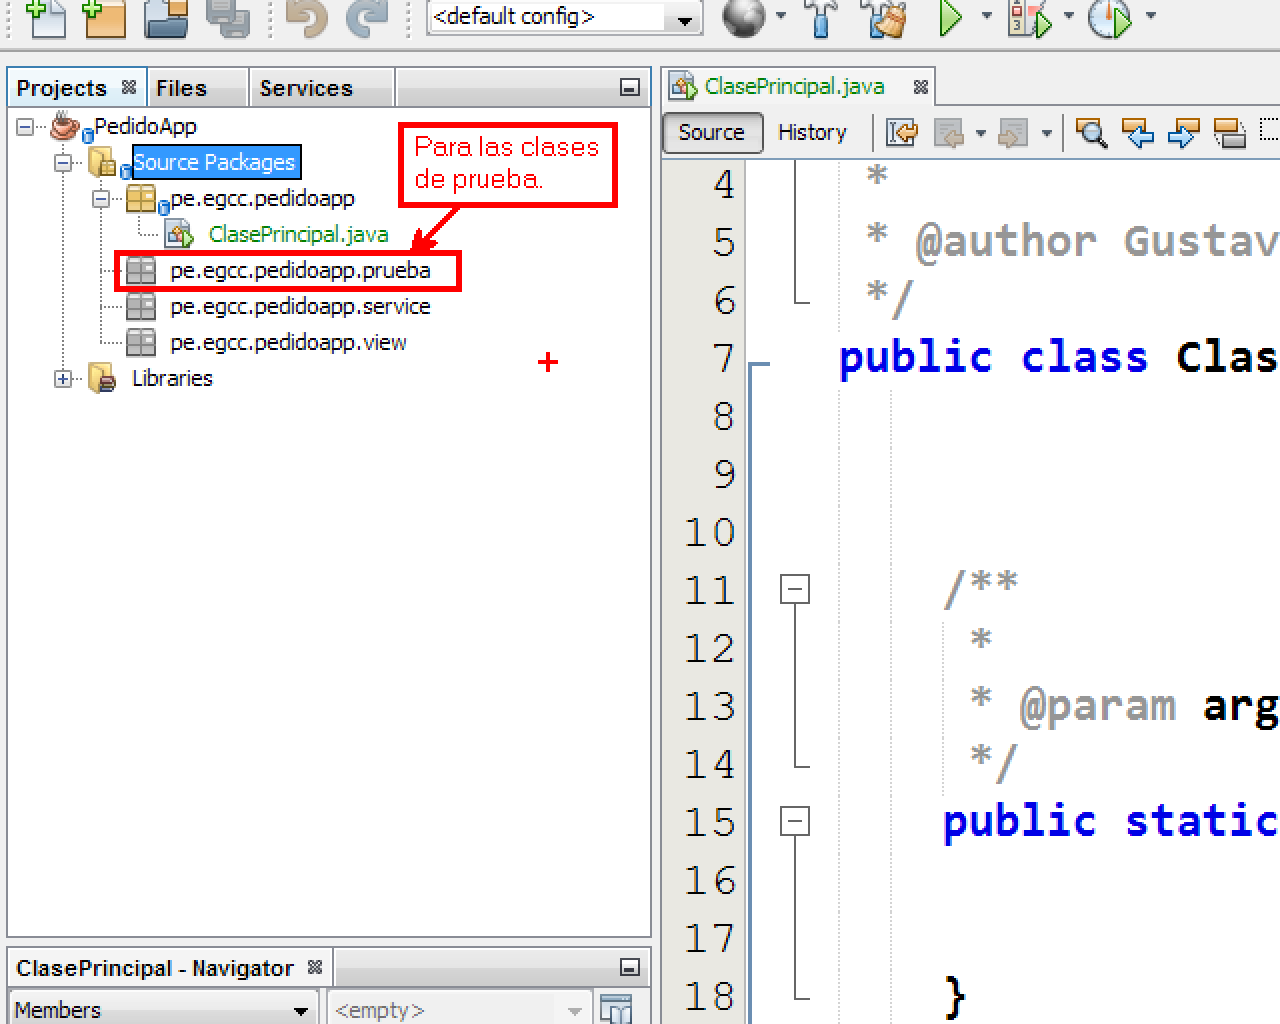 <default config>
Projects
Files
Services
PedidoApp
Source Packages
pe.egcc.pedidoapp
ClasePrincipal.java
pe.egcc.pedidoapp.prueba
pe.egcc.pedidoapp.service
pe.egcc.pedidoapp.view
Libraries
Para las clases
de prueba.
ClasePrincipal - Navigator
Members
<empty>
ClasePrincipal.java
Source History
4 *
5 * @author Gustav
6 */
7 public class Clas
8
9
10
11 /**
12 *
13 * @param arg
14 */
15 public static
16
17
18 }